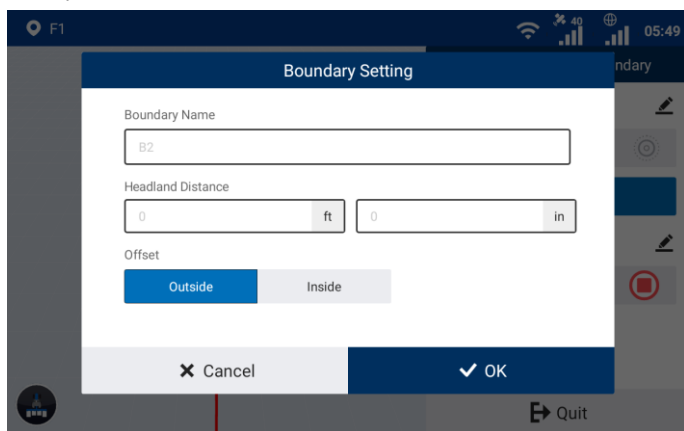 F1
40
05:49
ndary
Boundary Setting
Boundary Name
B2
Headland Distance
0 ft 0 in
Offset
Outside Inside
Cancel OK
Quit